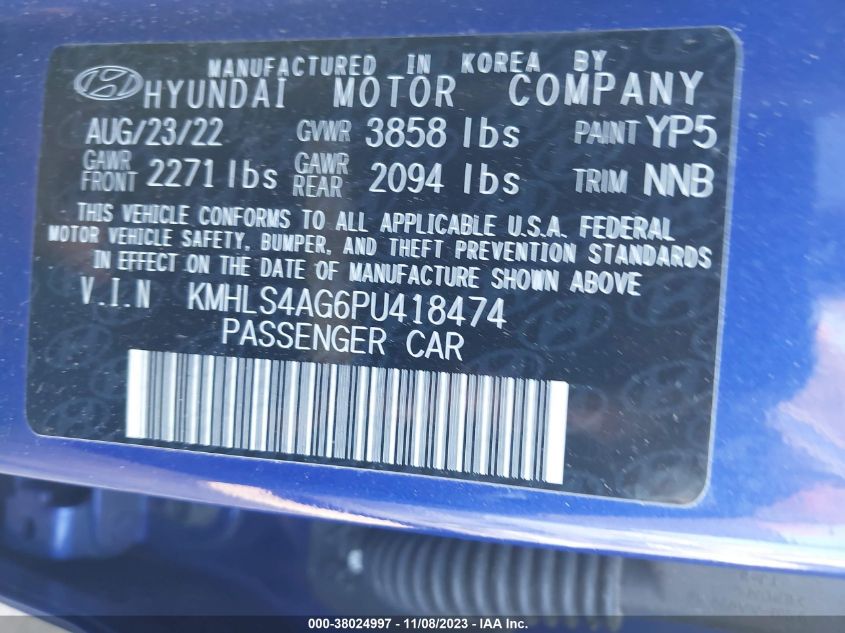 MANUFACTURED IN KOREA BY
HYUNDAI MOTOR COMPANY
AUG/23/22 GVWR 3858 lbs PAINT YP5
GAWR FRONT 2271 lbs GAWR REAR 2094 lbs TRIM NNB
THIS VEHICLE CONFORMS TO ALL APPLICABLE U.S.A. FEDERAL
MOTOR VEHICLE SAFETY, BUMPER, AND THEFT PREVENTION STANDARDS
IN EFFECT ON THE DATE OF MANUFACTURE SHOWN ABOVE
V.I.N KMHLS4AG6PU418474
PASSENGER CAR
000-38024997 - 11/08/2023 - IAAI.com